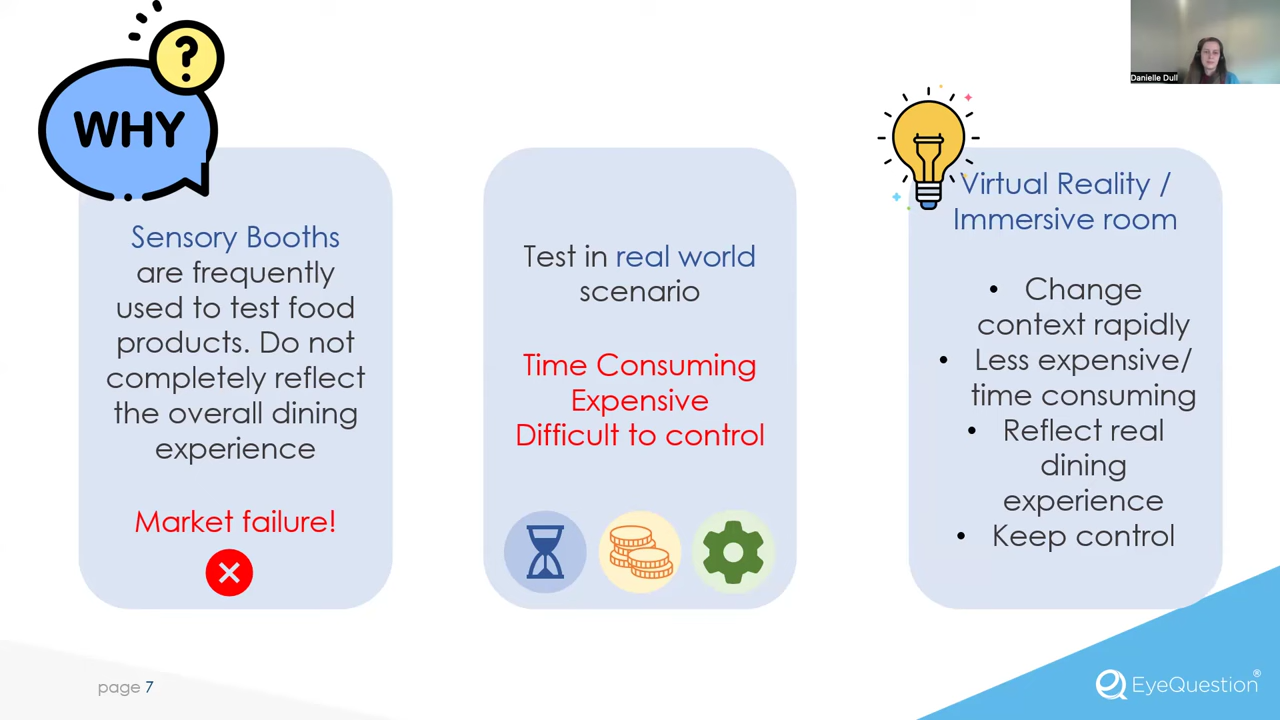 ?
WHY
Sensory Booths
are frequently
used to test food
products. Do not
completely reflect
the overall dining
experience
Market failure!
Test in real world
scenario
Time Consuming
Expensive
Difficult to control
Virtual Reality /
Immersive room
• Change
context rapidly
• Less expensive/
time consuming
• Reflect real
dining
experience
• Keep control
Danielle Dull
page 7
EyeQuestion®